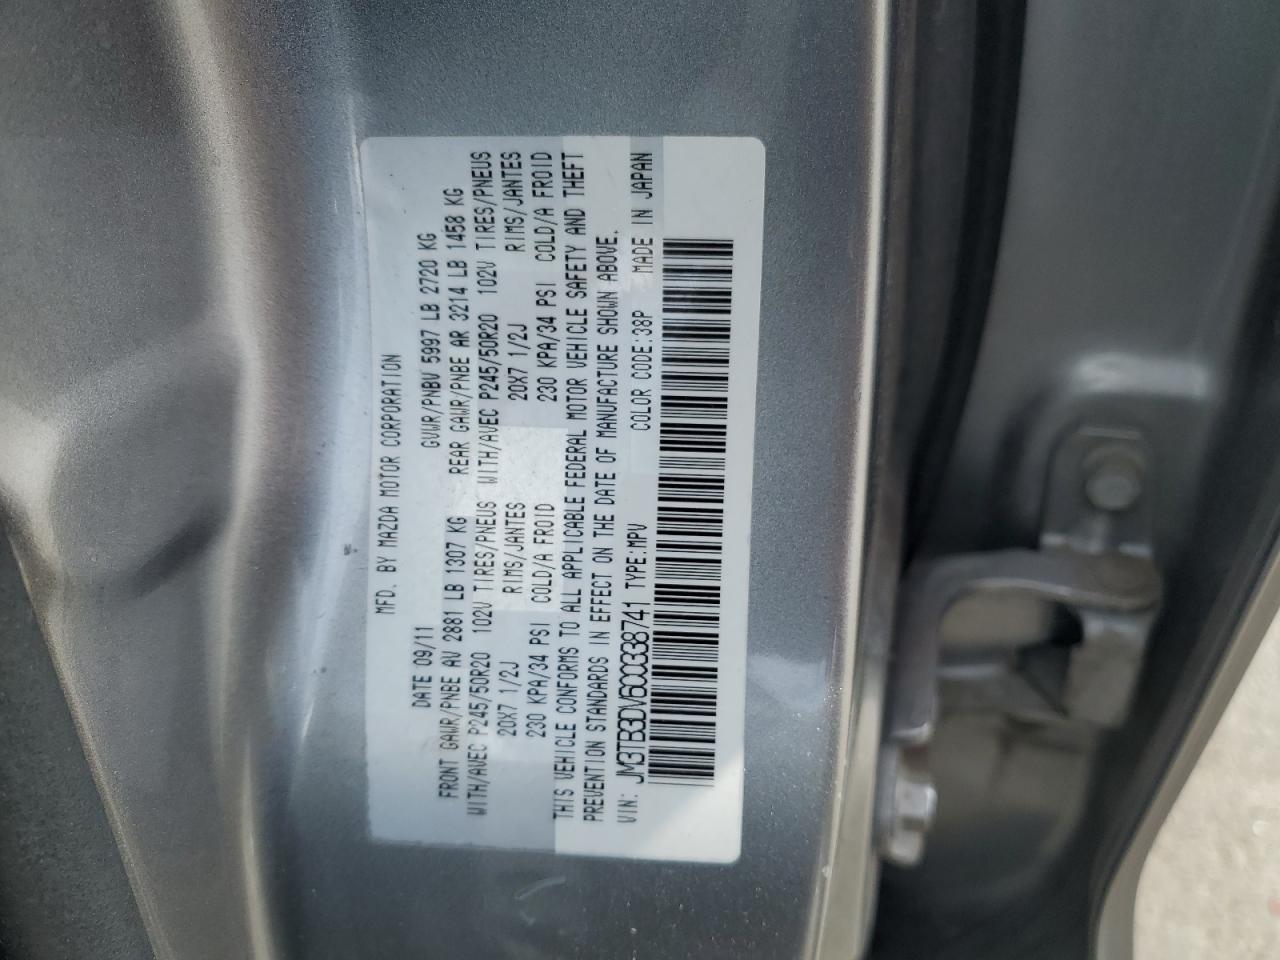 MFD. BY MAZDA MOTOR CORPORATION
DATE 09/11 GVWR/PNBV 5997 LB 2720 KG
FRONT GAWR/PNBE AV 2881 LB 1307 KG REAR GAWR/PNBE AR 3214 LB 1458 KG
WITH/AVEC P245/50R20 102V TIRES/PNEUS WITH/AVEC P245/50R20 102V TIRES/PNEUS
20X7 1/2J RIMS/JANTES 20X7 1/2J RIMS/JANTES
230 KPA/34 PSI COLD/A FROID 230 KPA/34 PSI COLD/A FROID
THIS VEHICLE CONFORMS TO ALL APPLICABLE FEDERAL MOTOR VEHICLE SAFETY AND THEFT
PREVENTION STANDARDS IN EFFECT ON THE DATE OF MANUFACTURE SHOWN ABOVE.
VIN: JM3TB3DV6C0338741 TYPE:MPV COLOR CODE:38P MADE IN JAPAN